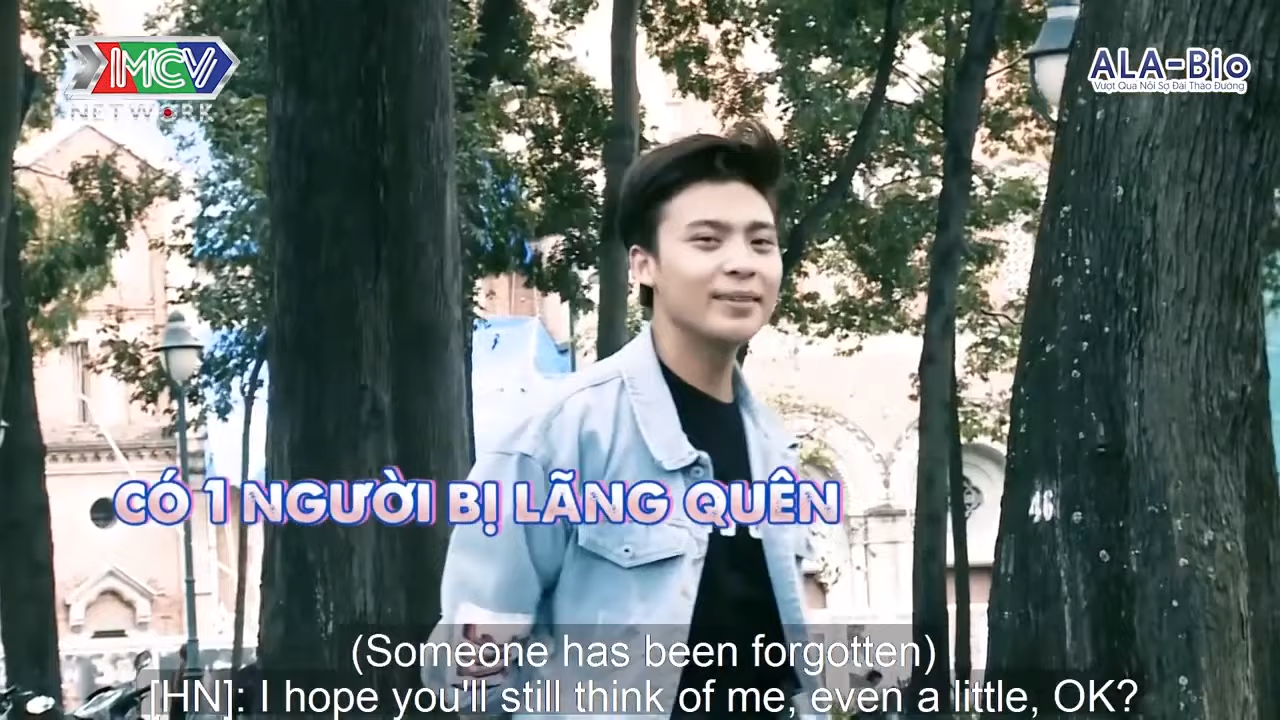 MCV
NETWORK
ALA-Bio
Vượt Qua Nỗi Sợ Đái Tháo Đường
CÓ 1 NGƯỜI BỊ LÃNG QUÊN
46
(Someone has been forgotten)
[HN]: I hope you'll still think of me, even a little, OK?